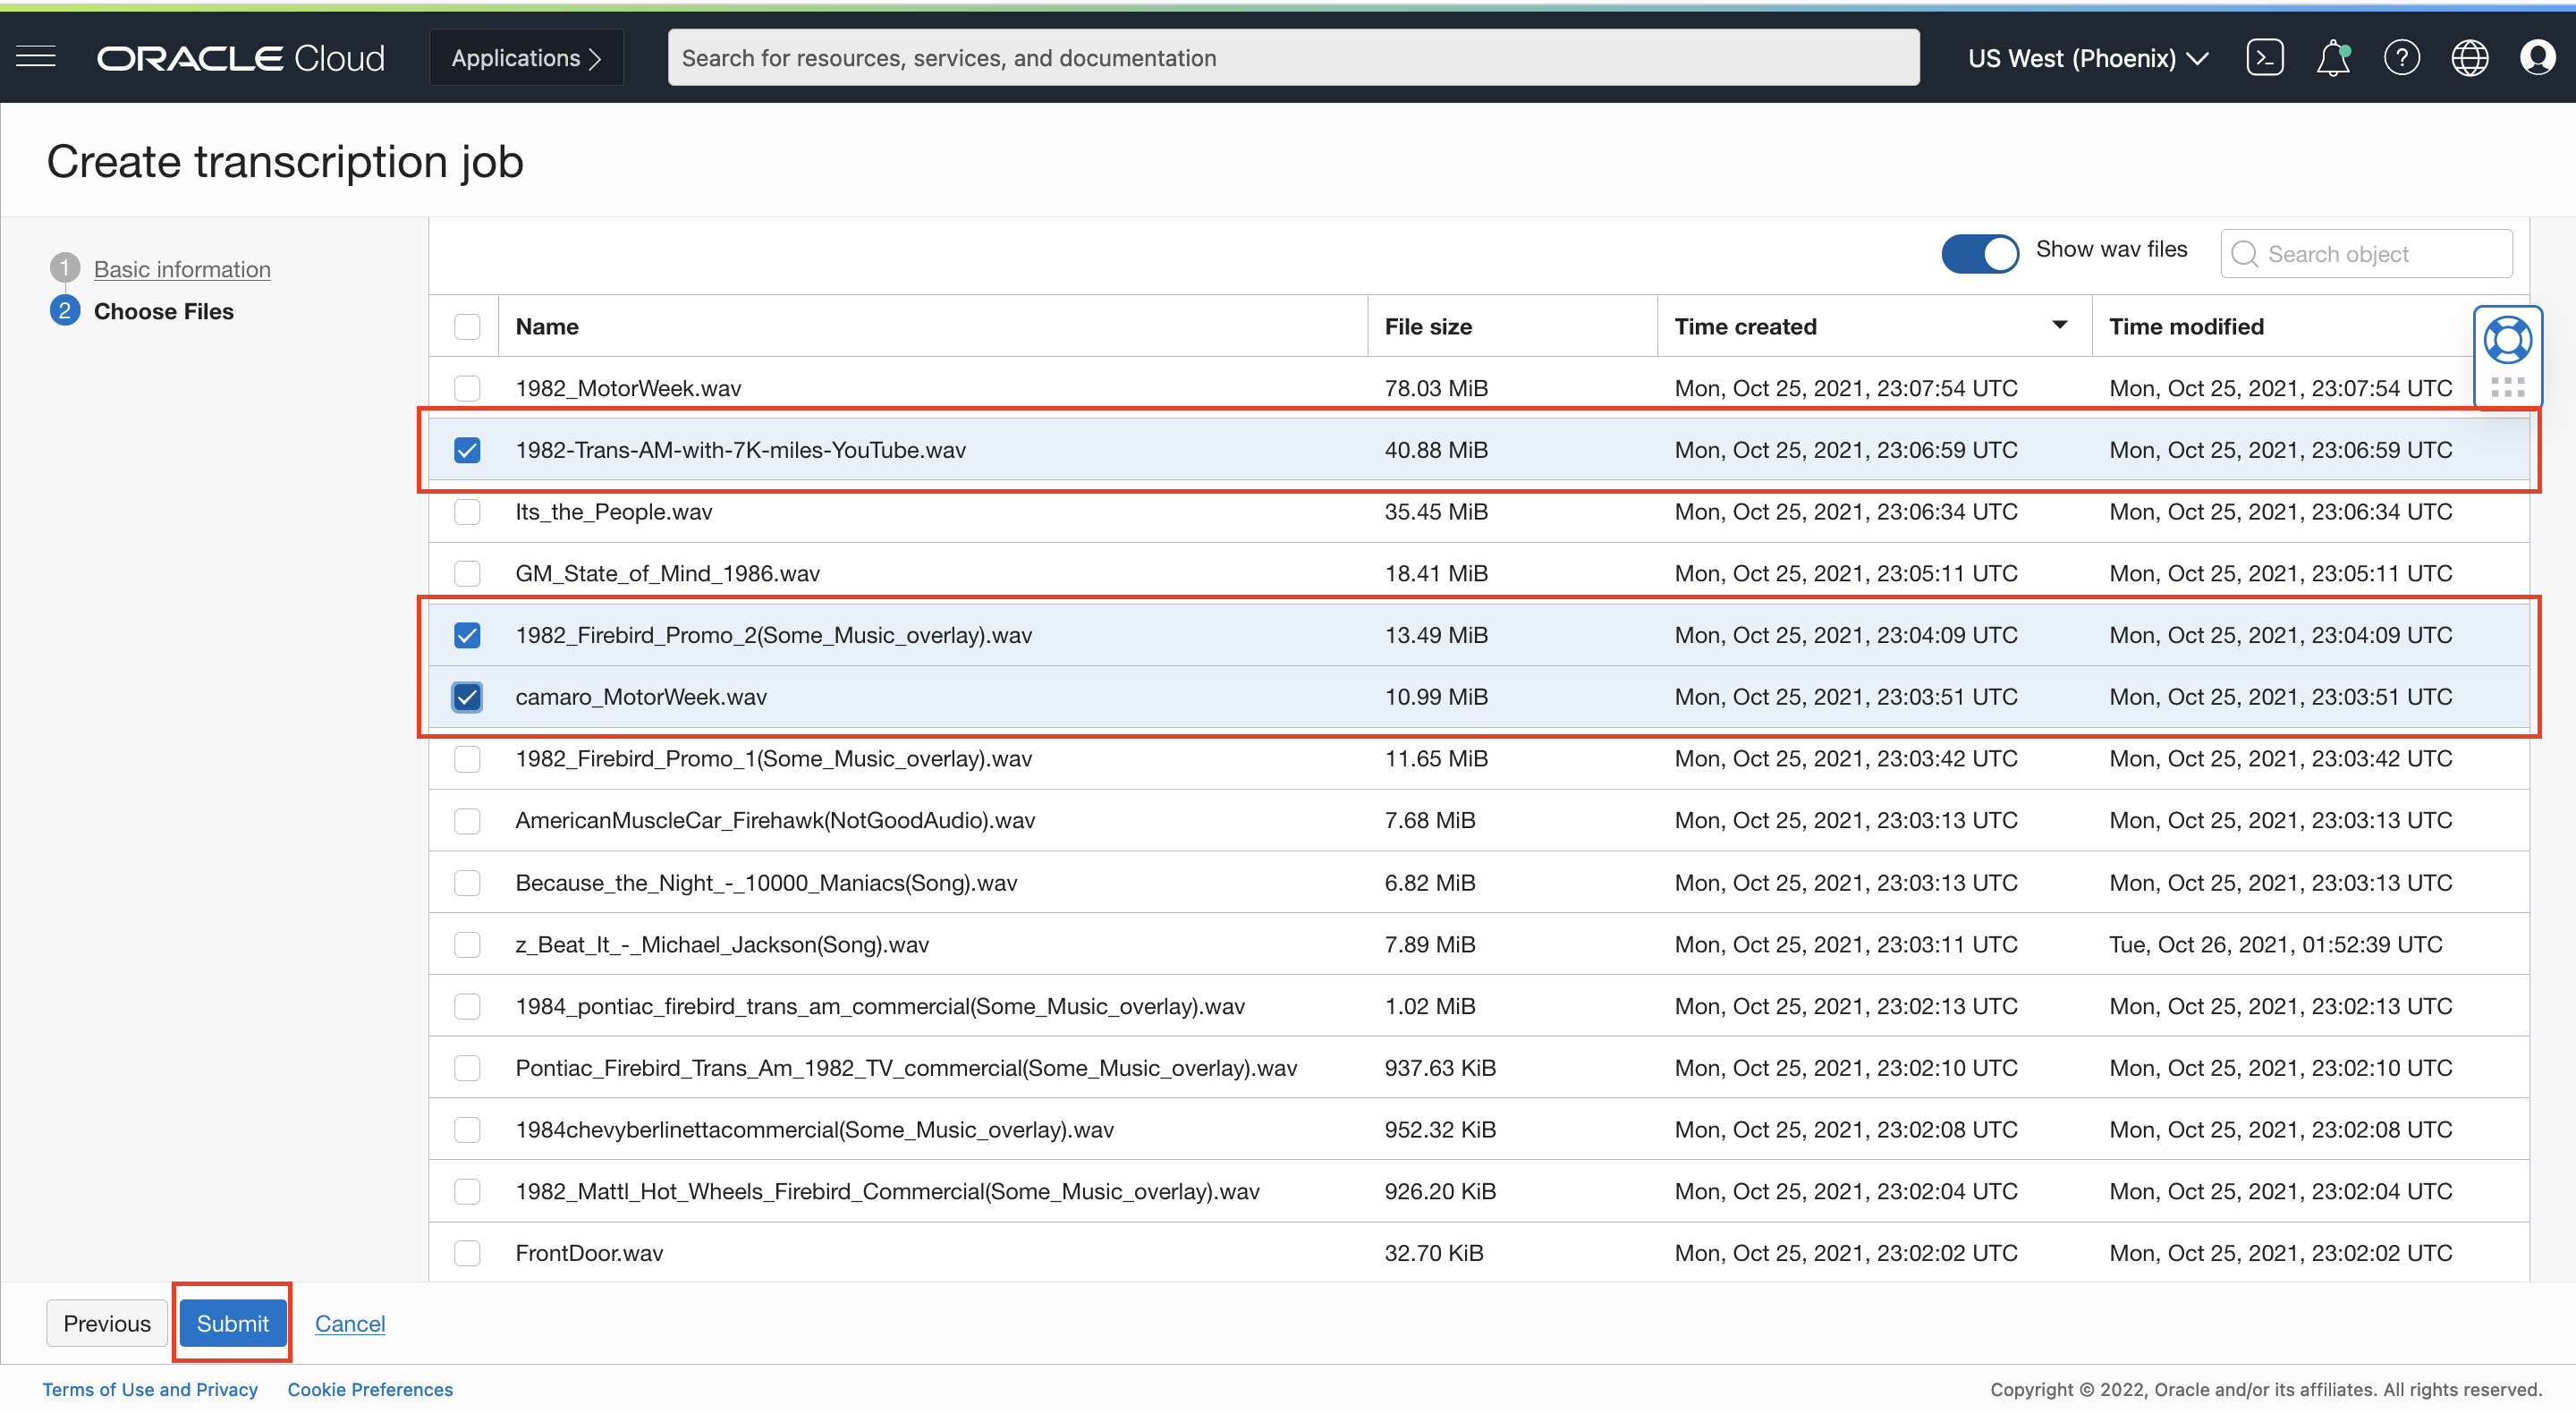 ORACLE Cloud Applications Search for resources, services, and documentation US West (Phoenix)
Create transcription job
1 Basic information
2 Choose Files
Show wav files Search object
Name File size Time created Time modified
1982_MotorWeek.wav 78.03 MiB Mon, Oct 25, 2021, 23:07:54 UTC Mon, Oct 25, 2021, 23:07:54 UTC
1982-Trans-AM-with-7K-miles-YouTube.wav 40.88 MiB Mon, Oct 25, 2021, 23:06:59 UTC Mon, Oct 25, 2021, 23:06:59 UTC
Its_the_People.wav 35.45 MiB Mon, Oct 25, 2021, 23:06:34 UTC Mon, Oct 25, 2021, 23:06:34 UTC
GM_State_of_Mind_1986.wav 18.41 MiB Mon, Oct 25, 2021, 23:05:11 UTC Mon, Oct 25, 2021, 23:05:11 UTC
1982_Firebird_Promo_2(Some_Music_overlay).wav 13.49 MiB Mon, Oct 25, 2021, 23:04:09 UTC Mon, Oct 25, 2021, 23:04:09 UTC
camaro_MotorWeek.wav 10.99 MiB Mon, Oct 25, 2021, 23:03:51 UTC Mon, Oct 25, 2021, 23:03:51 UTC
1982_Firebird_Promo_1(Some_Music_overlay).wav 11.65 MiB Mon, Oct 25, 2021, 23:03:42 UTC Mon, Oct 25, 2021, 23:03:42 UTC
AmericanMuscleCar_Firehawk(NotGoodAudio).wav 7.68 MiB Mon, Oct 25, 2021, 23:03:13 UTC Mon, Oct 25, 2021, 23:03:13 UTC
Because_the_Night_-_10000_Maniacs(Song).wav 6.82 MiB Mon, Oct 25, 2021, 23:03:13 UTC Mon, Oct 25, 2021, 23:03:13 UTC
z_Beat_It_-_Michael_Jackson(Song).wav 7.89 MiB Mon, Oct 25, 2021, 23:03:11 UTC Tue, Oct 26, 2021, 01:52:39 UTC
1984_pontiac_firebird_trans_am_commercial(Some_Music_overlay).wav 1.02 MiB Mon, Oct 25, 2021, 23:02:13 UTC Mon, Oct 25, 2021, 23:02:13 UTC
Pontiac_Firebird_Trans_Am_1982_TV_commercial(Some_Music_overlay).wav 937.63 KiB Mon, Oct 25, 2021, 23:02:10 UTC Mon, Oct 25, 2021, 23:02:10 UTC
1984chevyberlinettacommercial(Some_Music_overlay).wav 952.32 KiB Mon, Oct 25, 2021, 23:02:08 UTC Mon, Oct 25, 2021, 23:02:08 UTC
1982_Mattl_Hot_Wheels_Firebird_Commercial(Some_Music_overlay).wav 926.20 KiB Mon, Oct 25, 2021, 23:02:04 UTC Mon, Oct 25, 2021, 23:02:04 UTC
FrontDoor.wav 32.70 KiB Mon, Oct 25, 2021, 23:02:02 UTC Mon, Oct 25, 2021, 23:02:02 UTC
Previous Submit Cancel
Terms of Use and Privacy Cookie Preferences Copyright © 2022, Oracle and/or its affiliates. All rights reserved.